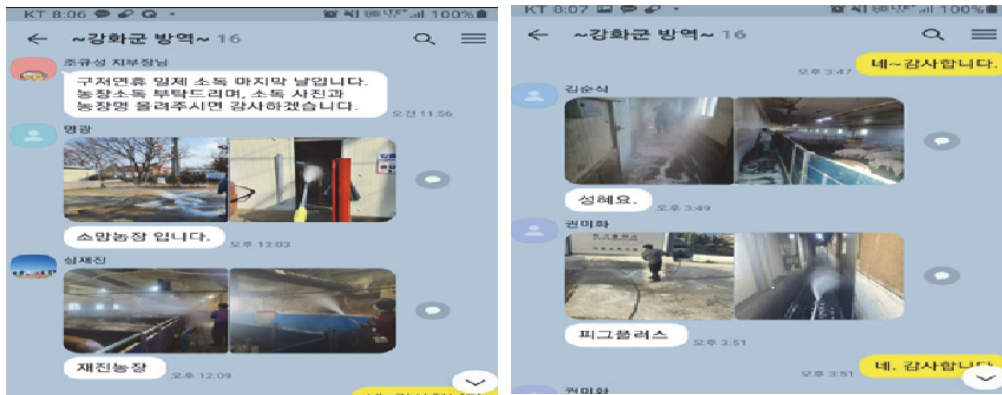 KT 8:06
100%
~강화군 방역~ 16
조규성 지부장님
구저연휴 일제 소독 마지막 날입니다.
농장소독 부탁드리며, 소독 사진과
농장명 올려주시면 감사하겠습니다.
오전 11:56
영광
소망농장 입니다.
오후 12:03
심재진
재진농장
오후 12:09
KT 8:07
100%
~강화군 방역~ 16
네~감사합니다.
오후 3:47
김순식
성혜요.
오후 3:49
권미화
피그플러스
오후 3:51
네. 감사합니다
오후 3:51
권미화